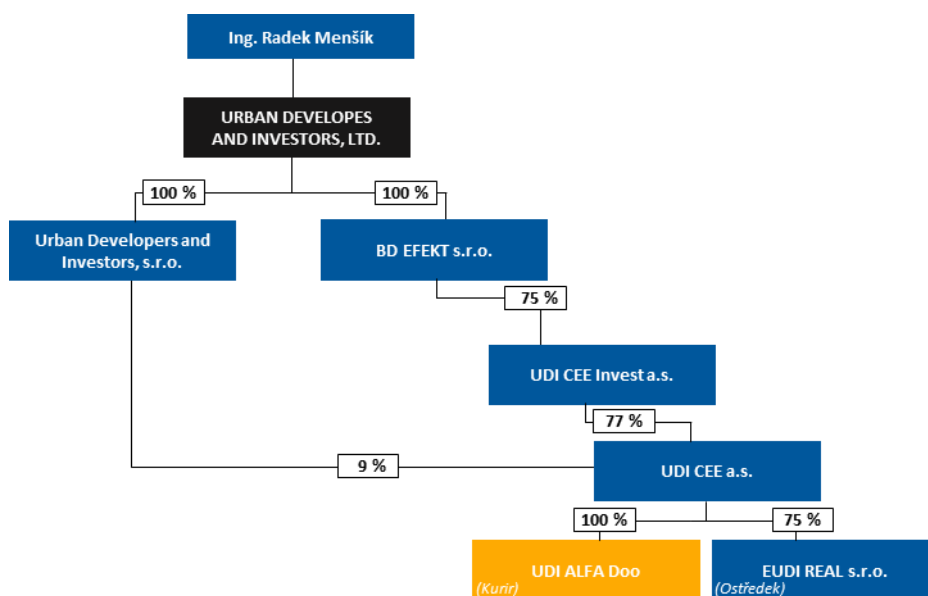 Ing. Radek Menšík
URBAN DEVELOPES
AND INVESTORS, LTD.
100 %
100 %
Urban Developers and
Investors, s.r.o.
BD EFEKT s.r.o.
75 %
UDI CEE Invest a.s.
77 %
9 %
UDI CEE a.s.
100 %
75 %
UDI ALFA Doo
(Kurir)
EUDI REAL s.r.o.
(Ostředek)